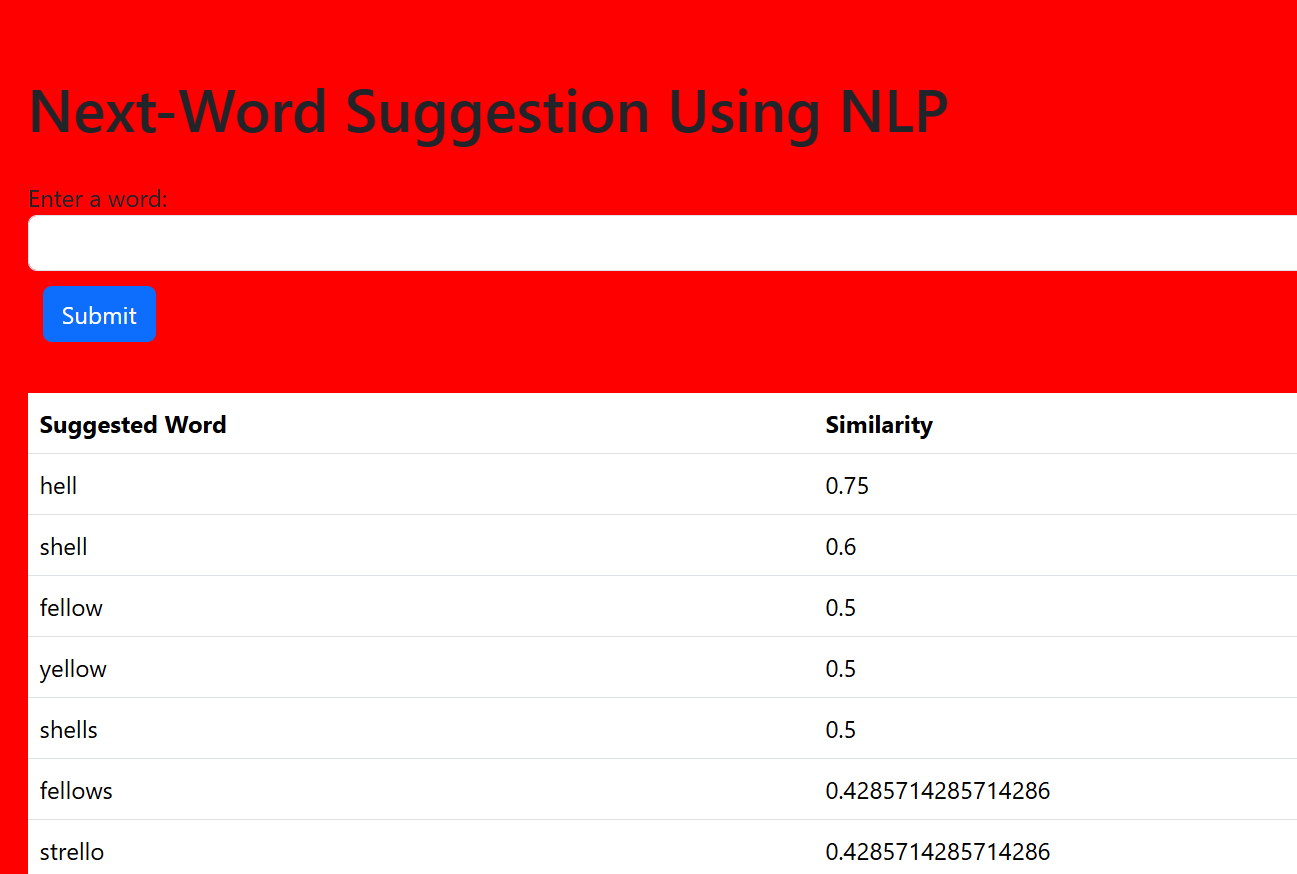 Next-Word Suggestion Using NLP
Enter a word:
Submit
Suggested Word Similarity
hell 0.75
shell 0.6
fellow 0.5
yellow 0.5
shells 0.5
fellows 0.4285714285714286
strello 0.4285714285714286